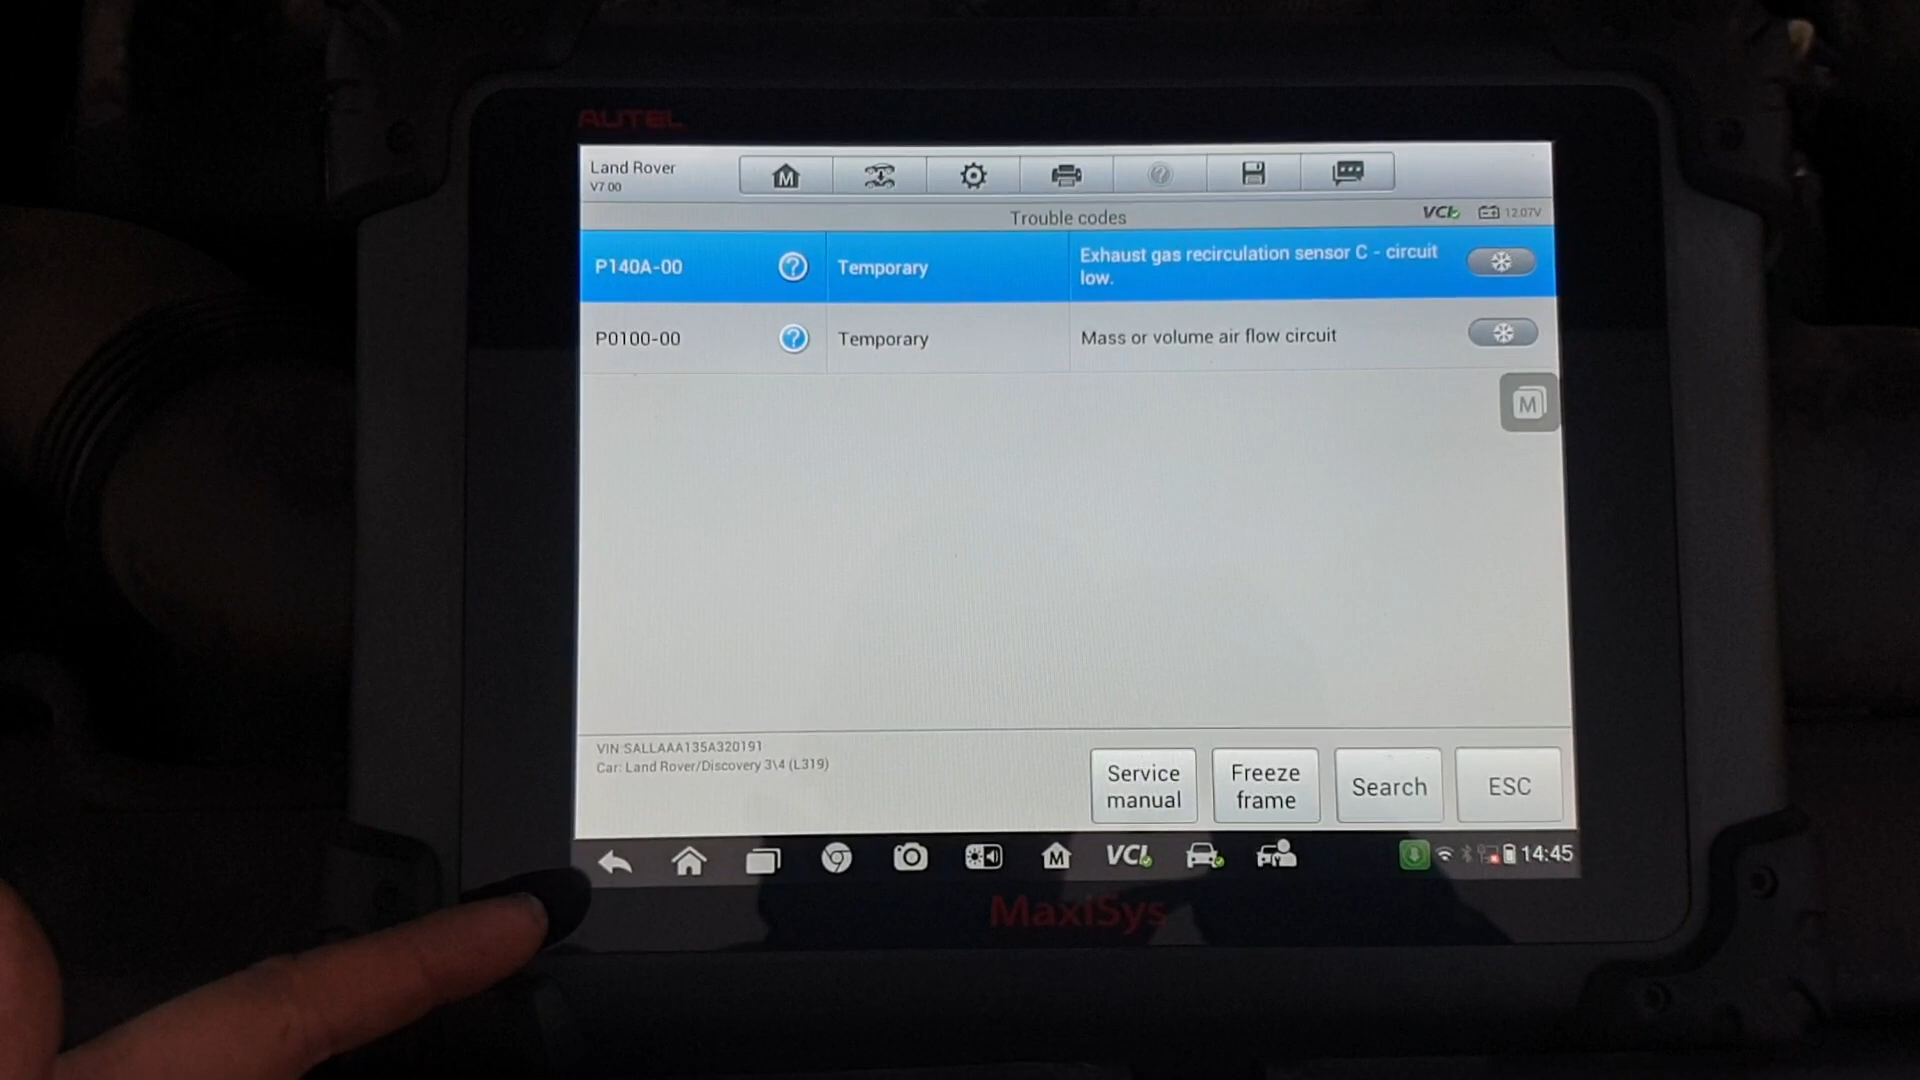 AUTEL
Land Rover
V7.00
M
Trouble codes
VCI
12.07V
P140A-00
?
Temporary
Exhaust gas recirculation sensor C - circuit
low.
P0100-00
?
Temporary
Mass or volume air flow circuit
M
VIN SALLAAA135A320191
Car: Land Rover/Discovery 3\4 (L319)
Service
manual
Freeze
frame
Search
ESC
M
VCI
14:45
MaxiSys